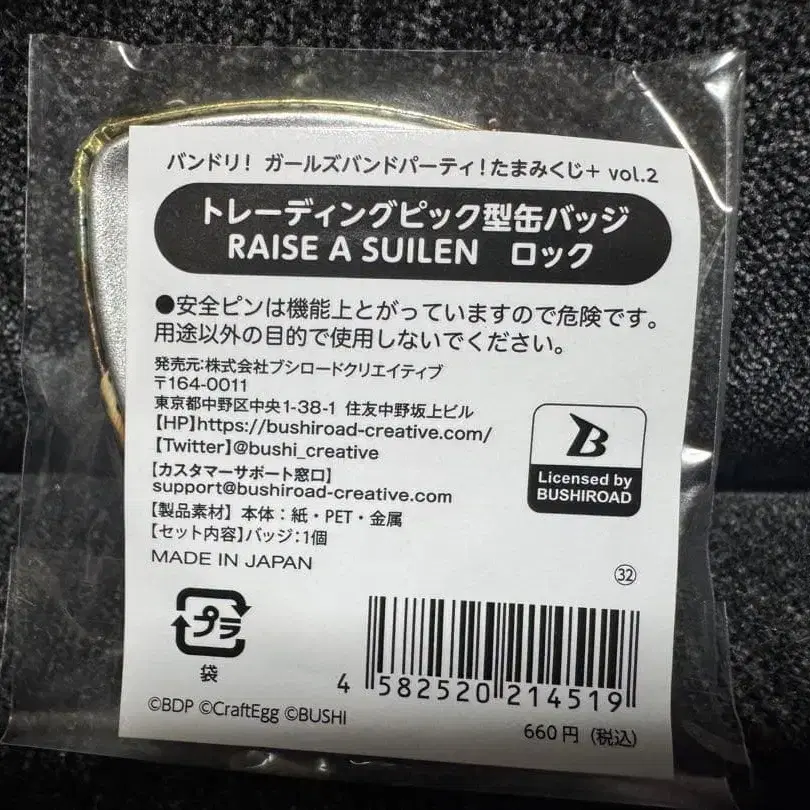 バンドリ! ガールズバンドパーティ!たまみくじ+ vol.2
トレーディングピック型缶バッジ
RAISE A SUILEN ロック
●安全ピンは機能上とがっていますので危険です。
用途以外の目的で使用しないでください。
発売元:株式会社ブシロードクリエイティブ
〒164-0011
東京都中野区中央1-38-1 住友中野坂上ビル
【HP】https://bushiroad-creative.com/
【Twitter】@bushi_creative
【カスタマーサポート窓口】
support@bushiroad-creative.com
【製品素材】本体:紙・PET・金属
【セット内容】バッジ:1個
MADE IN JAPAN
B
Licensed by
BUSHIROAD
㉜
プラ
袋
4 582520 214519
©BDP ©CraftEgg ©BUSHI
660円(税込)